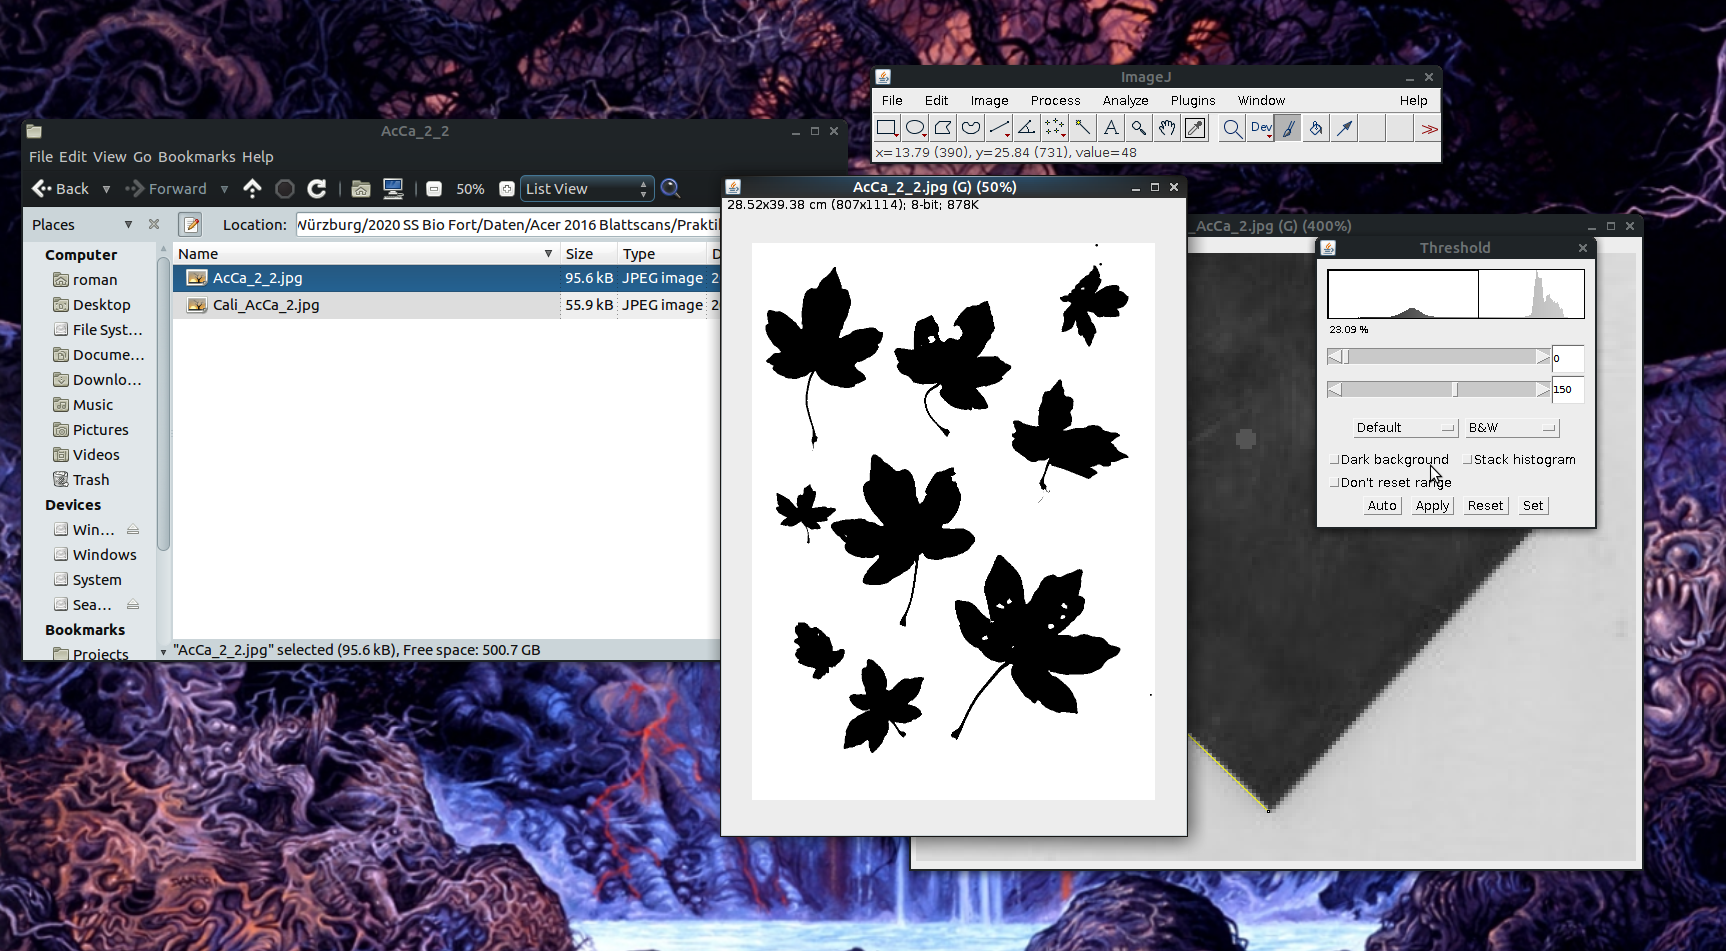 AcCa_2_2
File Edit View Go Bookmarks Help
Back Forward 50% List View
Places
Location: Würzburg/2020 SS Bio Fort/Daten/Acer 2016 Blattscans/Prakti
Computer
roman
Desktop
File Syst...
Docume...
Downlo...
Music
Pictures
Videos
Trash
Devices
Win...
Windows
System
Sea...
Bookmarks
Projects
Name Size Type D
AcCa_2_2.jpg 95.6 kB JPEG image 2
Cali_AcCa_2.jpg 55.9 kB JPEG image 2
"AcCa_2_2.jpg" selected (95.6 kB), Free space: 500.7 GB
ImageJ
File Edit Image Process Analyze Plugins Window Help
A Dev
x=13.79 (390), y=25.84 (731), value=48
AcCa_2_2.jpg (G) (50%)
28.52x39.38 cm (807x1114); 8-bit; 878K
_AcCa_2.jpg (G) (400%)
Threshold
23.09 %
0
150
Default B&W
Dark background Stack histogram
Don't reset range
Auto Apply Reset Set